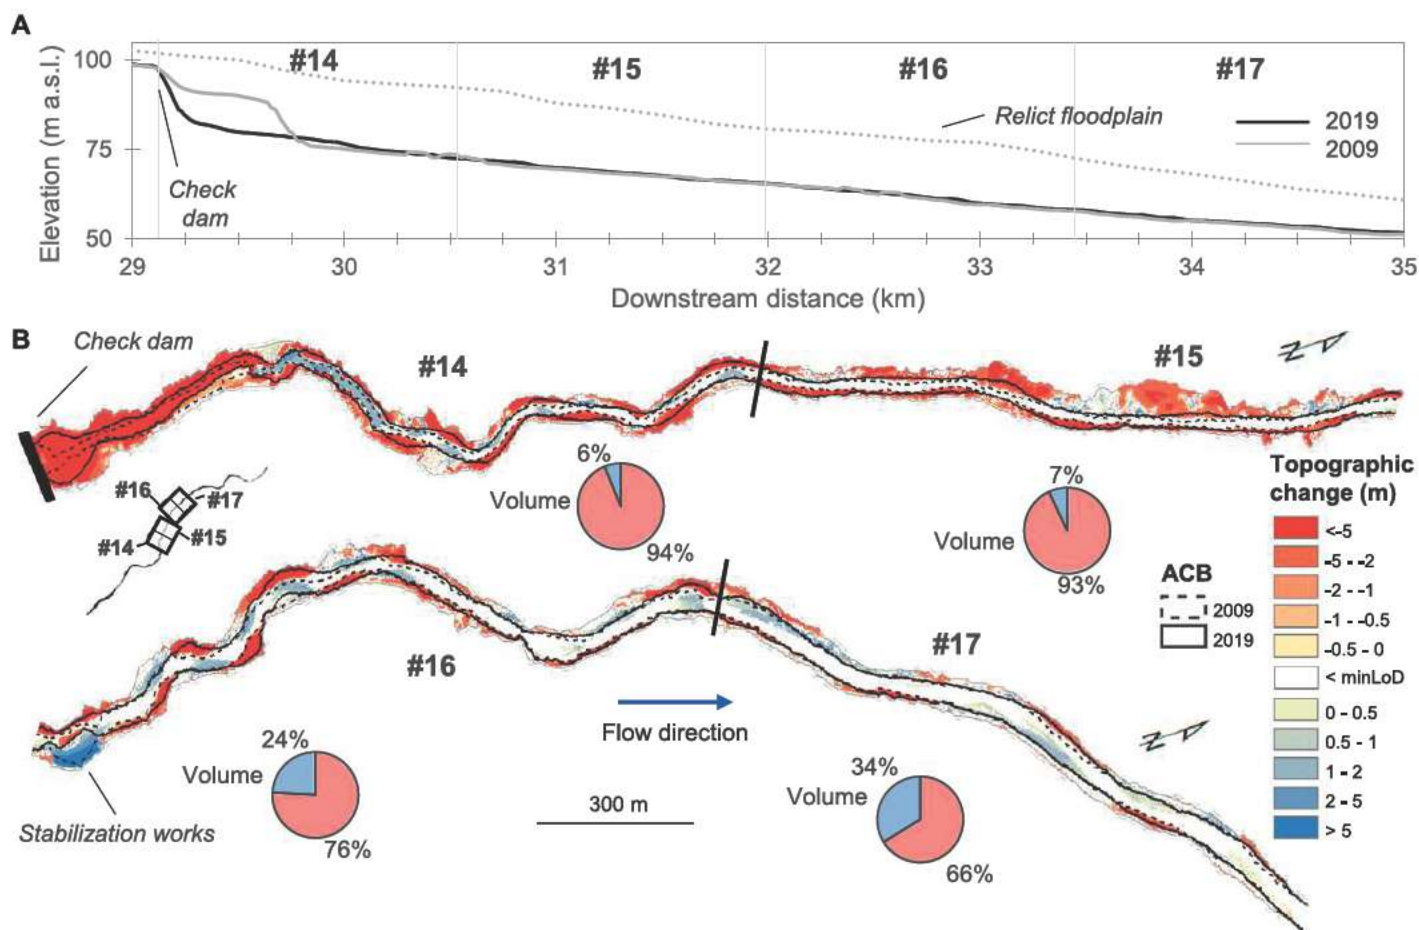 A
Elevation (m a.s.l.)
100
75
50
#14
#15
#16
#17
Relict floodplain
2019
2009
Check
dam
29
30
31
32
33
34
35
Downstream distance (km)
B
Check dam
#14
#15
N
6%
Volume
94%
7%
Volume
93%
#16
#17
#14
#15
Topographic
change (m)
<-5
-5 - -2
-2 - -1
-1 - -0.5
-0.5 - 0
< minLoD
0 - 0.5
0.5 - 1
1 - 2
2 - 5
> 5
ACB
2009
2019
#16
#17
Flow direction
N
24%
Volume
76%
300 m
34%
Volume
66%
Stabilization works